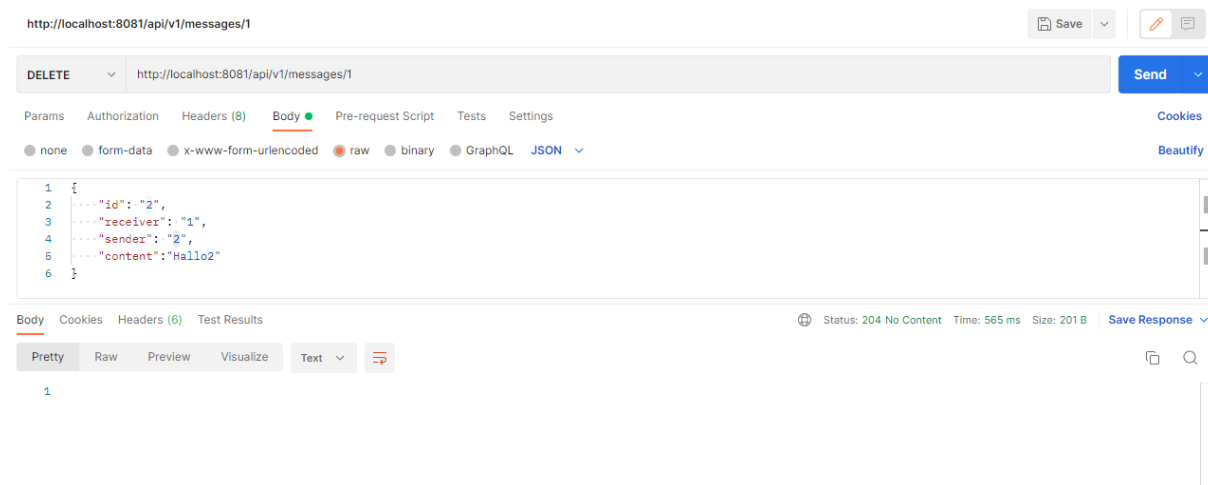 http://localhost:8081/api/v1/messages/1 Save
DELETE http://localhost:8081/api/v1/messages/1 Send
Params Authorization Headers (8) Body Pre-request Script Tests Settings Cookies
none form-data x-www-form-urlencoded raw binary GraphQL JSON Beautify
1 {
2 ····"id":·"2",
3 ····"receiver":·"1",
4 ····"sender":·"2",
5 ····"content":"Hallo2"
6 }
Body Cookies Headers (6) Test Results Status: 204 No Content Time: 565 ms Size: 201 B Save Response
Pretty Raw Preview Visualize Text
1